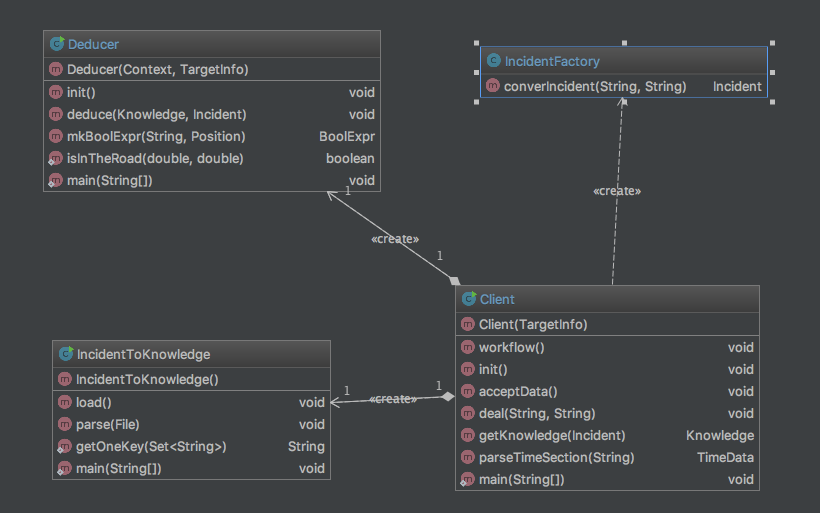 Deducer
Deducer(Context, TargetInfo)
init() void
deduce(Knowledge, Incident) void
mkBoolExpr(String, Position) BoolExpr
isInTheRoad(double, double) boolean
main(String[]) void
IncidentFactory
converIncident(String, String) Incident
1
«create»
1
«create»
Client
Client(TargetInfo)
workflow() void
init() void
acceptData() void
deal(String, String) void
getKnowledge(Incident) Knowledge
parseTimeSection(String) TimeData
main(String[]) void
1
«create»
1
IncidentToKnowledge
IncidentToKnowledge()
load() void
parse(File) void
getOneKey(Set<String>) String
main(String[]) void